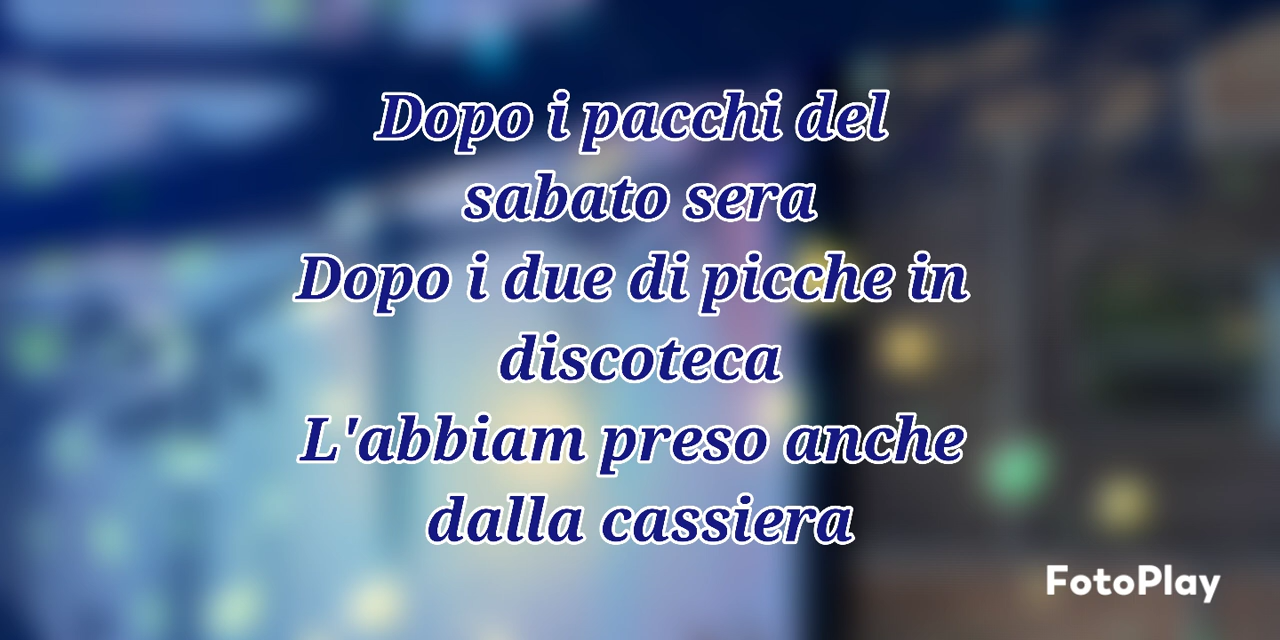 Dopo i pacchi del
sabato sera
Dopo i due di picche in
discoteca
L'abbiam preso anche
dalla cassiera
FotoPlay